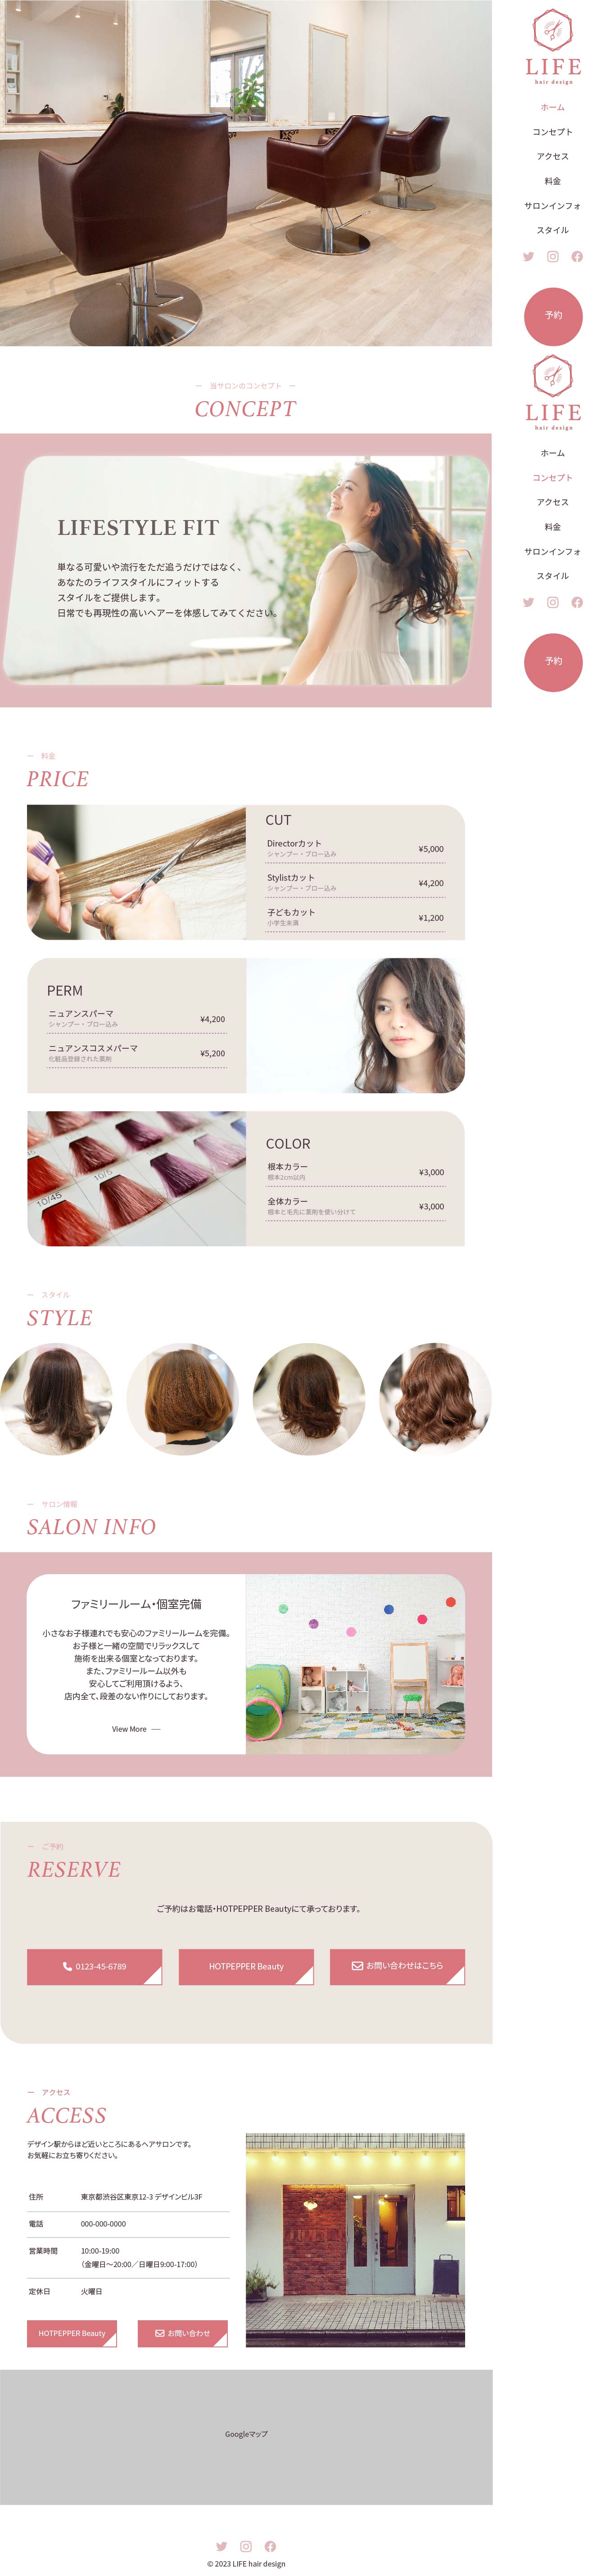 LIFE
hair design
ホーム
コンセプト
アクセス
料金
サロンインフォ
スタイル
予約
LIFE
hair design
ホーム
コンセプト
アクセス
料金
サロンインフォ
スタイル
予約
ー 当サロンのコンセプト ー
CONCEPT
LIFESTYLE FIT
単なる可愛いや流行をただ追うだけではなく、
あなたのライフスタイルにフィットする
スタイルをご提供します。
日常でも再現性の高いヘアーを体感してみてください。
ー 料金
PRICE
CUT
Directorカット
シャンプー・ブロー込み
¥5,000
Stylistカット
シャンプー・ブロー込み
¥4,200
子どもカット
小学生未満
¥1,200
PERM
ニュアンスパーマ
シャンプー・ブロー込み
¥4,200
ニュアンスコスメパーマ
化粧品登録された薬剤
¥5,200
10/45
10/5
10/45
COLOR
根本カラー
根本2cm以内
¥3,000
全体カラー
根本と毛先に薬剤を使い分けて
¥3,000
ー スタイル
STYLE
ー サロン情報
SALON INFO
ファミリールーム・個室完備
小さなお子様連れでも安心のファミリールームを完備。
お子様と一緒の空間でリラックスして
施術を出来る個室となっております。
また、ファミリールーム以外も
安心してご利用頂けるよう、
店内全て、段差のない作りにしております。
View More
ー ご予約
RESERVE
ご予約はお電話・HOTPEPPER Beautyにて承っております。
0123-45-6789
HOTPEPPER Beauty
お問い合わせはこちら
ー アクセス
ACCESS
デザイン駅からほど近いところにあるヘアサロンです。
お気軽にお立ち寄りください。
住所 東京都渋谷区東京12-3 デザインビル3F
電話 000-000-0000
営業時間 10:00-19:00
（金曜日〜20:00／日曜日9:00-17:00）
定休日 火曜日
HOTPEPPER Beauty
お問い合わせ
Googleマップ
© 2023 LIFE hair design